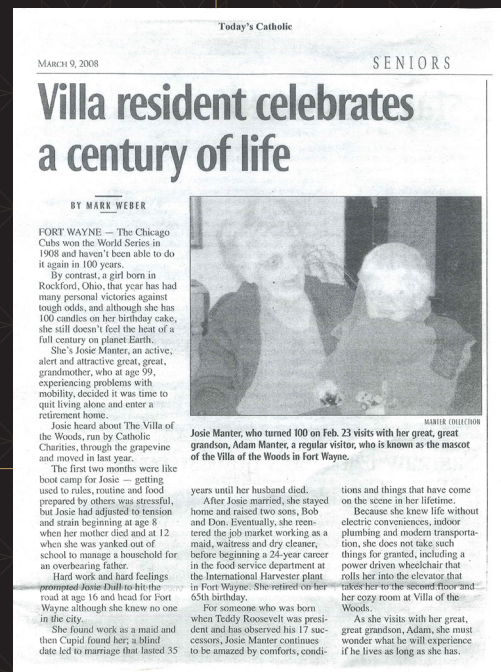 Today's Catholic
MARCH 9, 2008
SENIORS
Villa resident celebrates
a century of life
BY MARK WEBER
FORT WAYNE — The Chicago
Cubs won the World Series in
1908 and haven't been able to do
it again in 100 years.
By contrast, a girl born in
Rockford, Ohio, that year has had
many personal victories against
tough odds, and although she has
100 candles on her birthday cake,
she still doesn't feel the heat of a
full century on planet Earth.
She's Josie Manter, an active,
alert and attractive great, great,
grandmother, who at age 99,
experiencing problems with
mobility, decided it was time to
quit living alone and enter a
retirement home.
Josie heard about The Villa of
the Woods, run by Catholic
Charities, through the grapevine
and moved in last year.
The first two months were like
boot camp for Josie — getting
used to rules, routine and food
prepared by others was stressful,
but Josie had adjusted to tension
and strain beginning at age 8
when her mother died and at 12
when she was yanked out of
school to manage a household for
an overbearing father.
Hard work and hard feelings
prompted Josie Dull to hit the
road at age 16 and head for Fort
Wayne although she knew no one
in the city.
She found work as a maid and
then Cupid found her; a blind
date led to marriage that lasted 35
MANTER COLLECTION
Josie Manter, who turned 100 on Feb. 23 visits with her great, great
grandson, Adam Manter, a regular visitor, who is known as the mascot
of the Villa of the Woods in Fort Wayne.
years until her husband died.
After Josie married, she stayed
home and raised two sons, Bob
and Don. Eventually, she reen-
tered the job market working as a
maid, waitress and dry cleaner,
before beginning a 24-year career
in the food service department at
the International Harvester plant
in Fort Wayne. She retired on her
65th birthday.
For someone who was born
when Teddy Roosevelt was presi-
dent and has observed his 17 suc-
cessors, Josie Manter continues
to be amazed by comforts, condi-
tions and things that have come
on the scene in her lifetime.
Because she knew life without
electric conveniences, indoor
plumbing and modern transporta-
tion, she does not take such
things for granted, including a
power driven wheelchair that
rolls her into the elevator that
takes her to the second floor and
her cozy room at Villa of the
Woods.
As she visits with her great,
great grandson, Adam, she must
wonder what he will experience
if he lives as long as she has.